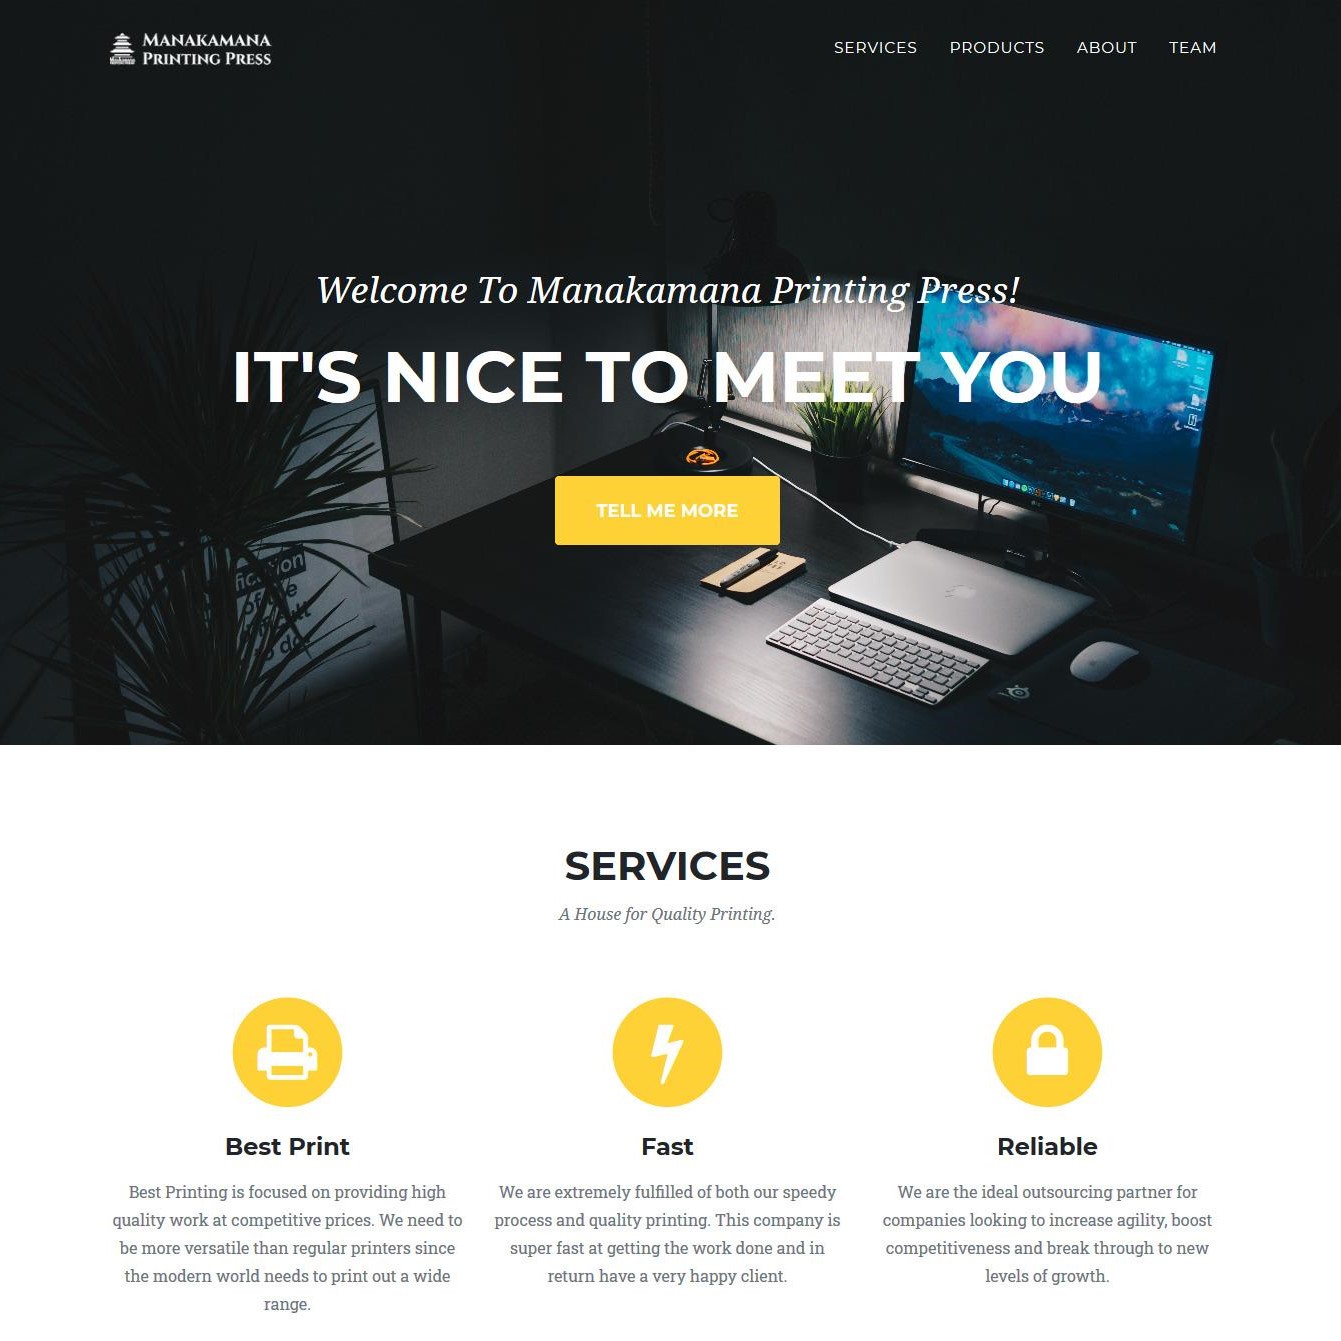 MANAKAMANA
PRINTING PRESS
SERVICES PRODUCTS ABOUT TEAM
Welcome To Manakamana Printing Press!
IT'S NICE TO MEET YOU
TELL ME MORE
SERVICES
A House for Quality Printing.
Best Print
Best Printing is focused on providing high
quality work at competitive prices. We need to
be more versatile than regular printers since
the modern world needs to print out a wide
range.
Fast
We are extremely fulfilled of both our speedy
process and quality printing. This company is
super fast at getting the work done and in
return have a very happy client.
Reliable
We are the ideal outsourcing partner for
companies looking to increase agility, boost
competitiveness and break through to new
levels of growth.